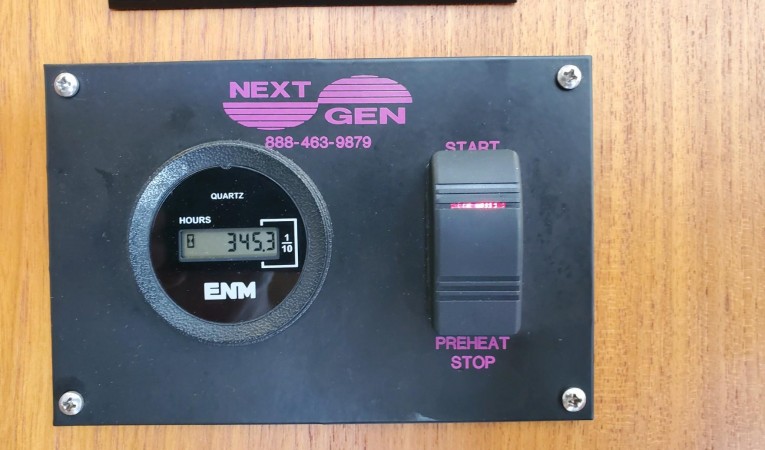 NEXT
GEN
888-463-9879
START
QUARTZ
HOURS
345.3
1/10
ENM
PREHEAT
STOP